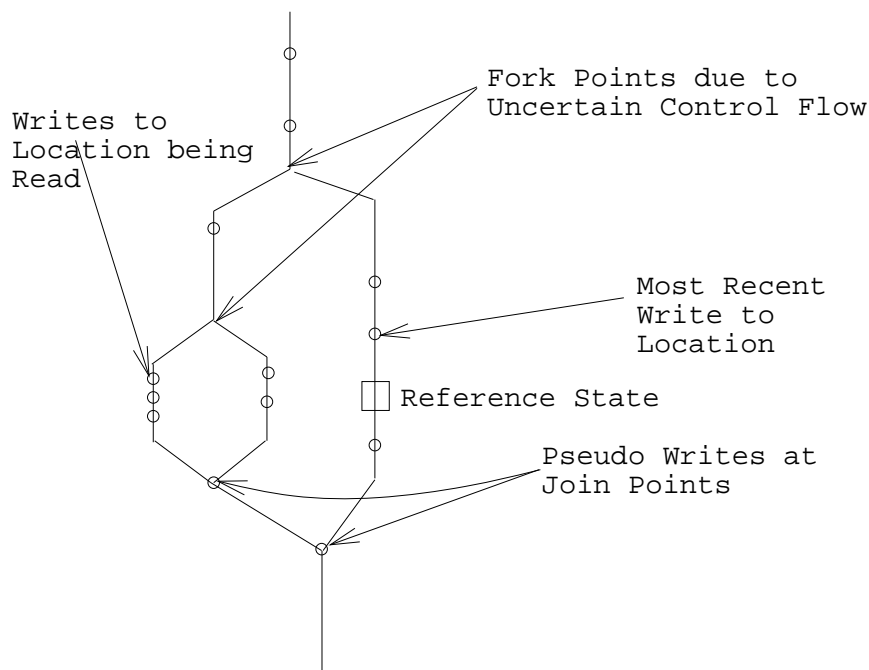 Fork Points due to
Uncertain Control Flow
Writes to
Location being
Read
Most Recent
Write to
Location
Reference State
Pseudo Writes at
Join Points